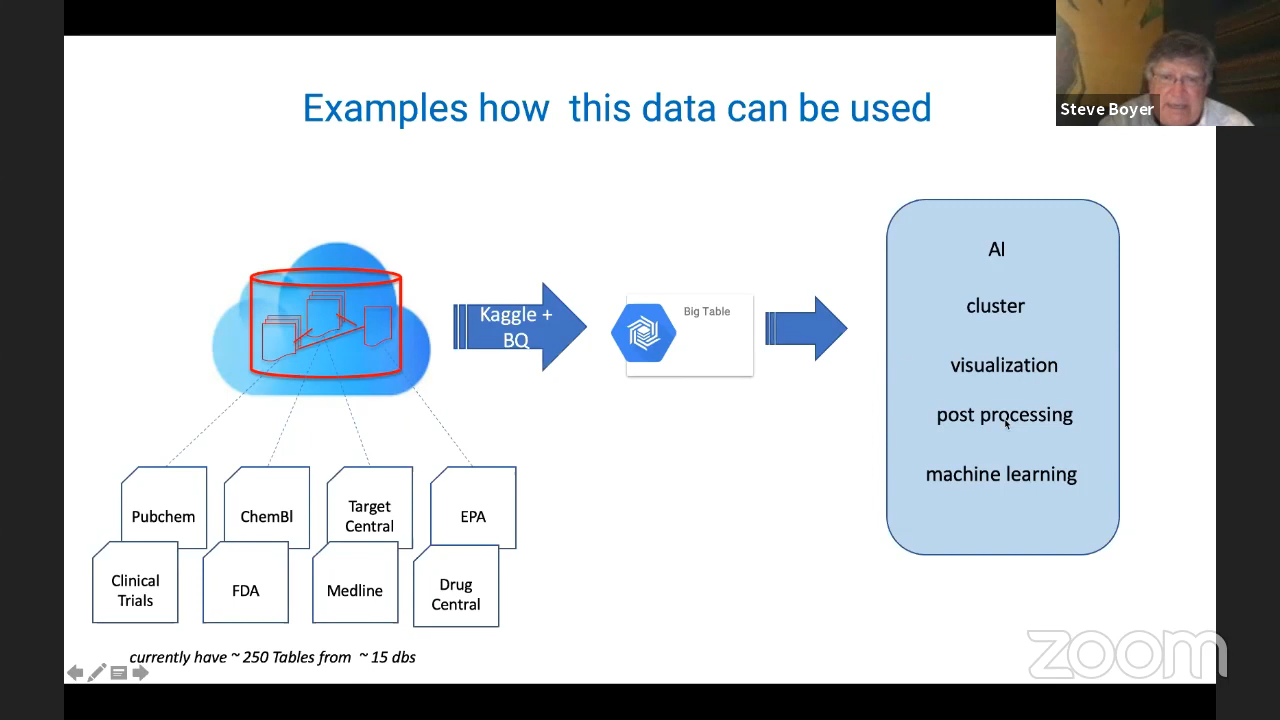 Examples how this data can be used
Steve Boyer
Kaggle +
BQ
Big Table
AI
cluster
visualization
post processing
machine learning
Pubchem
ChemBl
Target
Central
EPA
Clinical
Trials
FDA
Medline
Drug
Central
currently have ~ 250 Tables from ~ 15 dbs
zoom